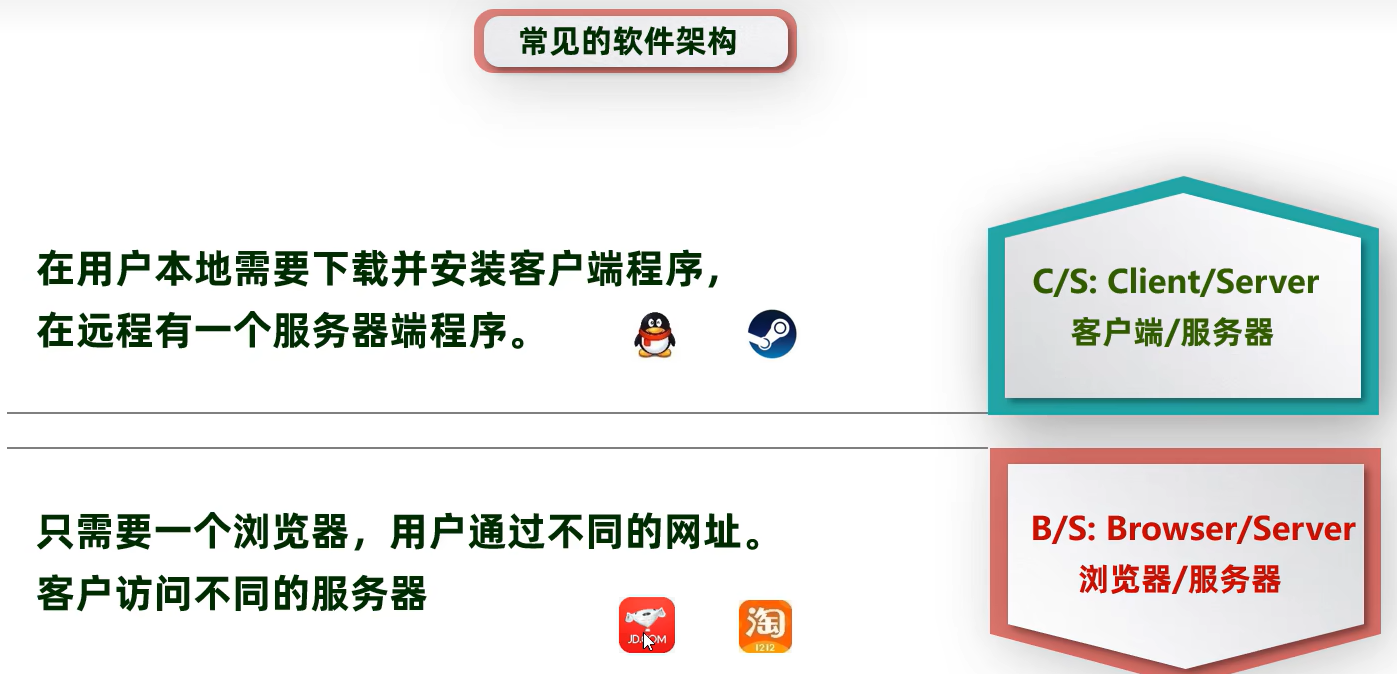 常见的软件架构
在用户本地需要下载并安装客户端程序，
在远程有一个服务器端程序。
C/S: Client/Server
客户端/服务器
只需要一个浏览器，用户通过不同的网址。
客户访问不同的服务器
B/S: Browser/Server
浏览器/服务器
JD.COM
淘
1212